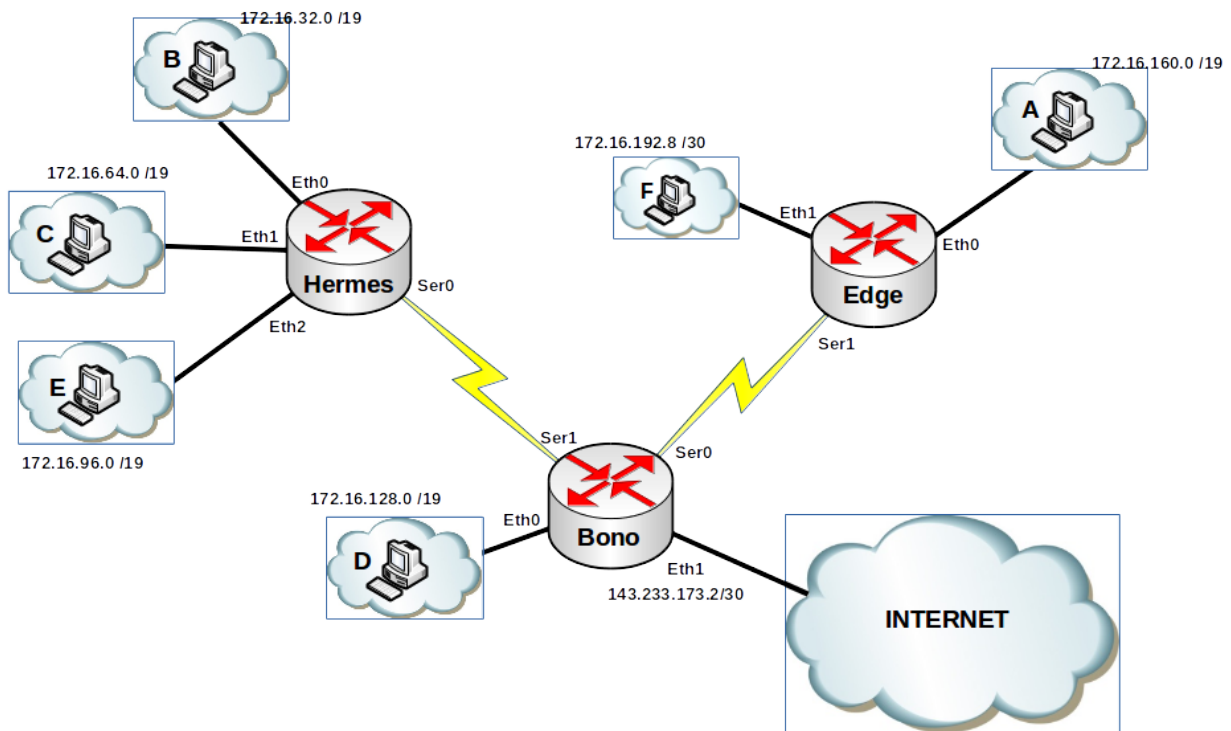 172.16.32.0 /19
B
172.16.160.0 /19
A
172.16.192.8 /30
172.16.64.0 /19
Eth0
F
Eth1
C
Eth1
Eth0
Hermes
Ser0
Edge
Eth2
Ser1
E
Ser1
Ser0
172.16.96.0 /19
172.16.128.0 /19
Eth0
Bono
D
Eth1
143.233.173.2/30
INTERNET